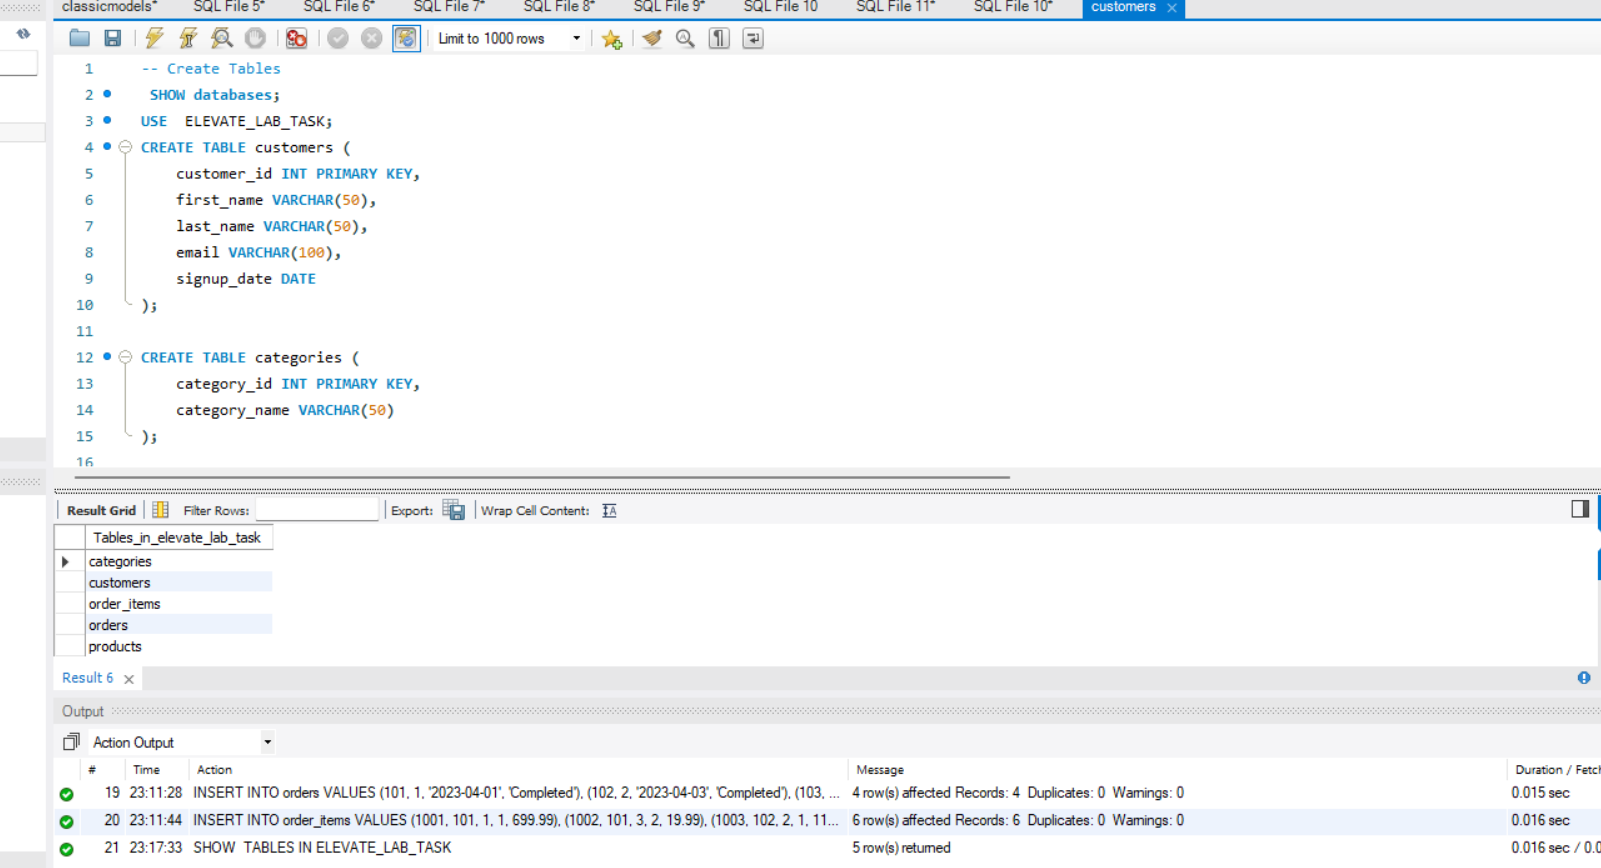 classicmodels* SQL File 5* SQL File 6* SQL File 7* SQL File 8* SQL File 9* SQL File 10 SQL File 11* SQL File 10* customers
Limit to 1000 rows
1 -- Create Tables
2 SHOW databases;
3 USE ELEVATE_LAB_TASK;
4 CREATE TABLE customers (
5 customer_id INT PRIMARY KEY,
6 first_name VARCHAR(50),
7 last_name VARCHAR(50),
8 email VARCHAR(100),
9 signup_date DATE
10 );
11
12 CREATE TABLE categories (
13 category_id INT PRIMARY KEY,
14 category_name VARCHAR(50)
15 );
16
Result Grid Filter Rows: Export: Wrap Cell Content:
Tables_in_elevate_lab_task
categories
customers
order_items
orders
products
Result 6
Output
Action Output
# Time Action Message Duration / Fetch
19 23:11:28 INSERT INTO orders VALUES (101, 1, '2023-04-01', 'Completed'), (102, 2, '2023-04-03', 'Completed'), (103, ... 4 row(s) affected Records: 4 Duplicates: 0 Warnings: 0 0.015 sec
20 23:11:44 INSERT INTO order_items VALUES (1001, 101, 1, 1, 699.99), (1002, 101, 3, 2, 19.99), (1003, 102, 2, 1, 11... 6 row(s) affected Records: 6 Duplicates: 0 Warnings: 0 0.016 sec
21 23:17:33 SHOW TABLES IN ELEVATE_LAB_TASK 5 row(s) returned 0.016 sec / 0.0